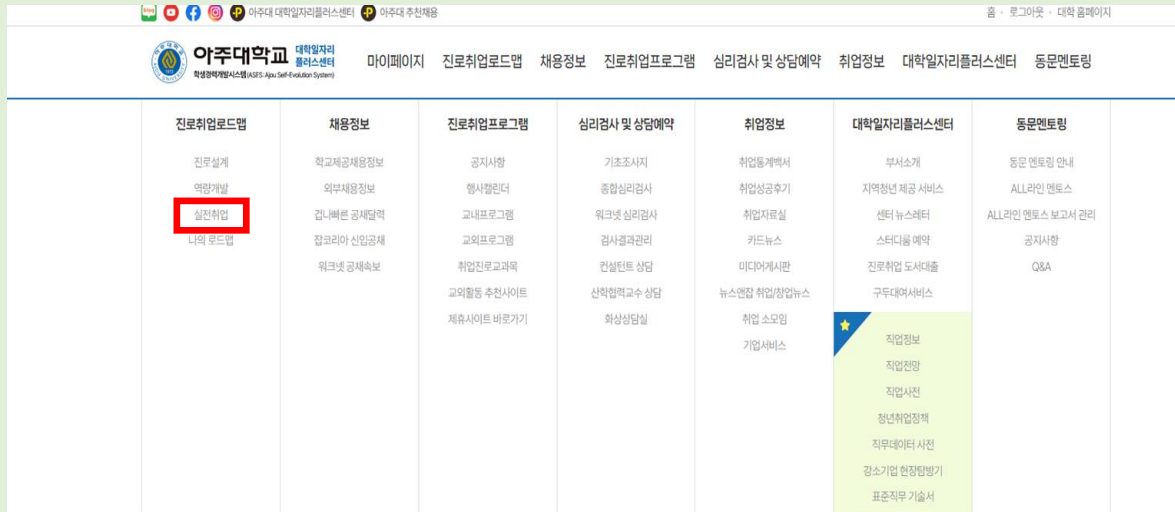 blog 아주대 대학일자리플러스센터 아주대 추천채용 홈 · 로그아웃 · 대학 홈페이지
아주대학교 대학일자리 플러스센터
학생경력개발시스템(ASES: Ajou Self-Evolution System)
마이페이지 진로취업로드맵 채용정보 진로취업프로그램 심리검사 및 상담예약 취업정보 대학일자리플러스센터 동문멘토링
진로취업로드맵
진로설계
역량개발
실전취업
나의 로드맵
채용정보
학교제공채용정보
외부채용정보
겁나빠른 공채달력
잡코리아 신입공채
워크넷 공채속보
진로취업프로그램
공지사항
행사캘린더
교내프로그램
교외프로그램
취업진로교과목
교외활동 추천사이트
제휴사이트 바로가기
심리검사 및 상담예약
기초조사지
종합심리검사
워크넷 심리검사
검사결과관리
컨설턴트 상담
산학협력교수 상담
화상상담실
취업정보
취업통계백서
취업성공후기
취업자료실
카드뉴스
미디어게시판
뉴스앤잡 취업/창업뉴스
취업 소모임
기업서비스
대학일자리플러스센터
부서소개
지역청년 제공 서비스
센터 뉴스레터
스터디룸 예약
진로취업 도서대출
구두대여서비스
직업정보
직업전망
직업사전
청년취업정책
직무데이터 사전
강소기업 현장탐방기
표준직무 기술서
동문멘토링
동문 멘토링 안내
ALL라인 멘토스
ALL라인 멘토스 보고서 관리
공지사항
Q&A